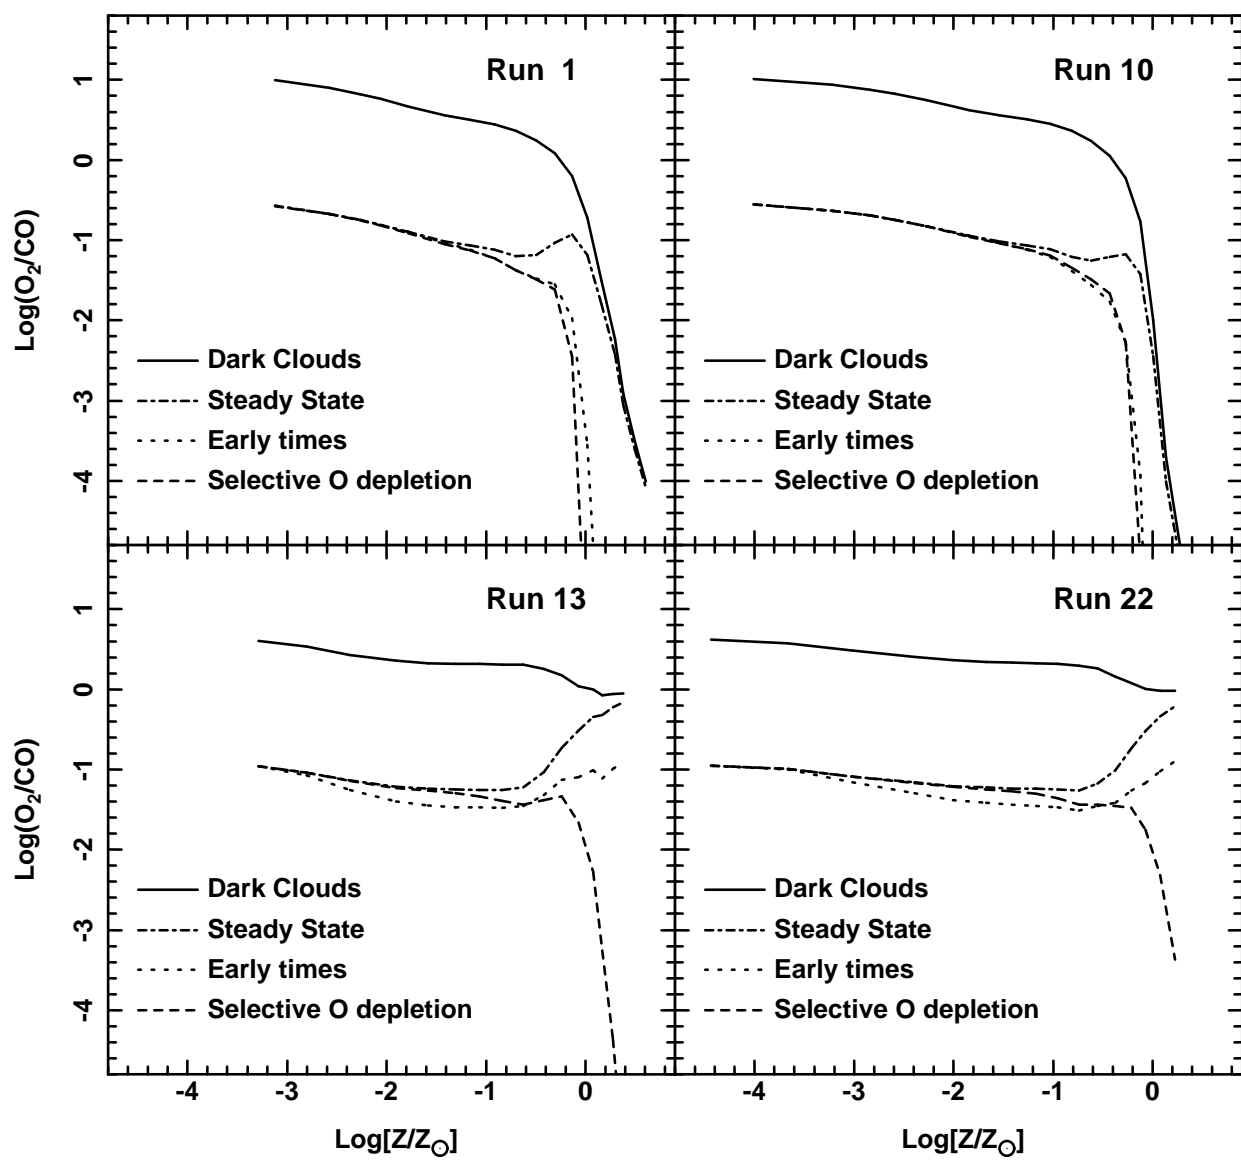 Run 1
Run 10
Log(O₂/CO)
1
0
-1
-2
-3
-4
Dark Clouds
Steady State
Early times
Selective O depletion
Dark Clouds
Steady State
Early times
Selective O depletion
Run 13
Run 22
Log(O₂/CO)
1
0
-1
-2
-3
-4
Dark Clouds
Steady State
Early times
Selective O depletion
Dark Clouds
Steady State
Early times
Selective O depletion
-4 -3 -2 -1 0
-4 -3 -2 -1 0
Log[Z/Z☉]
Log[Z/Z☉]